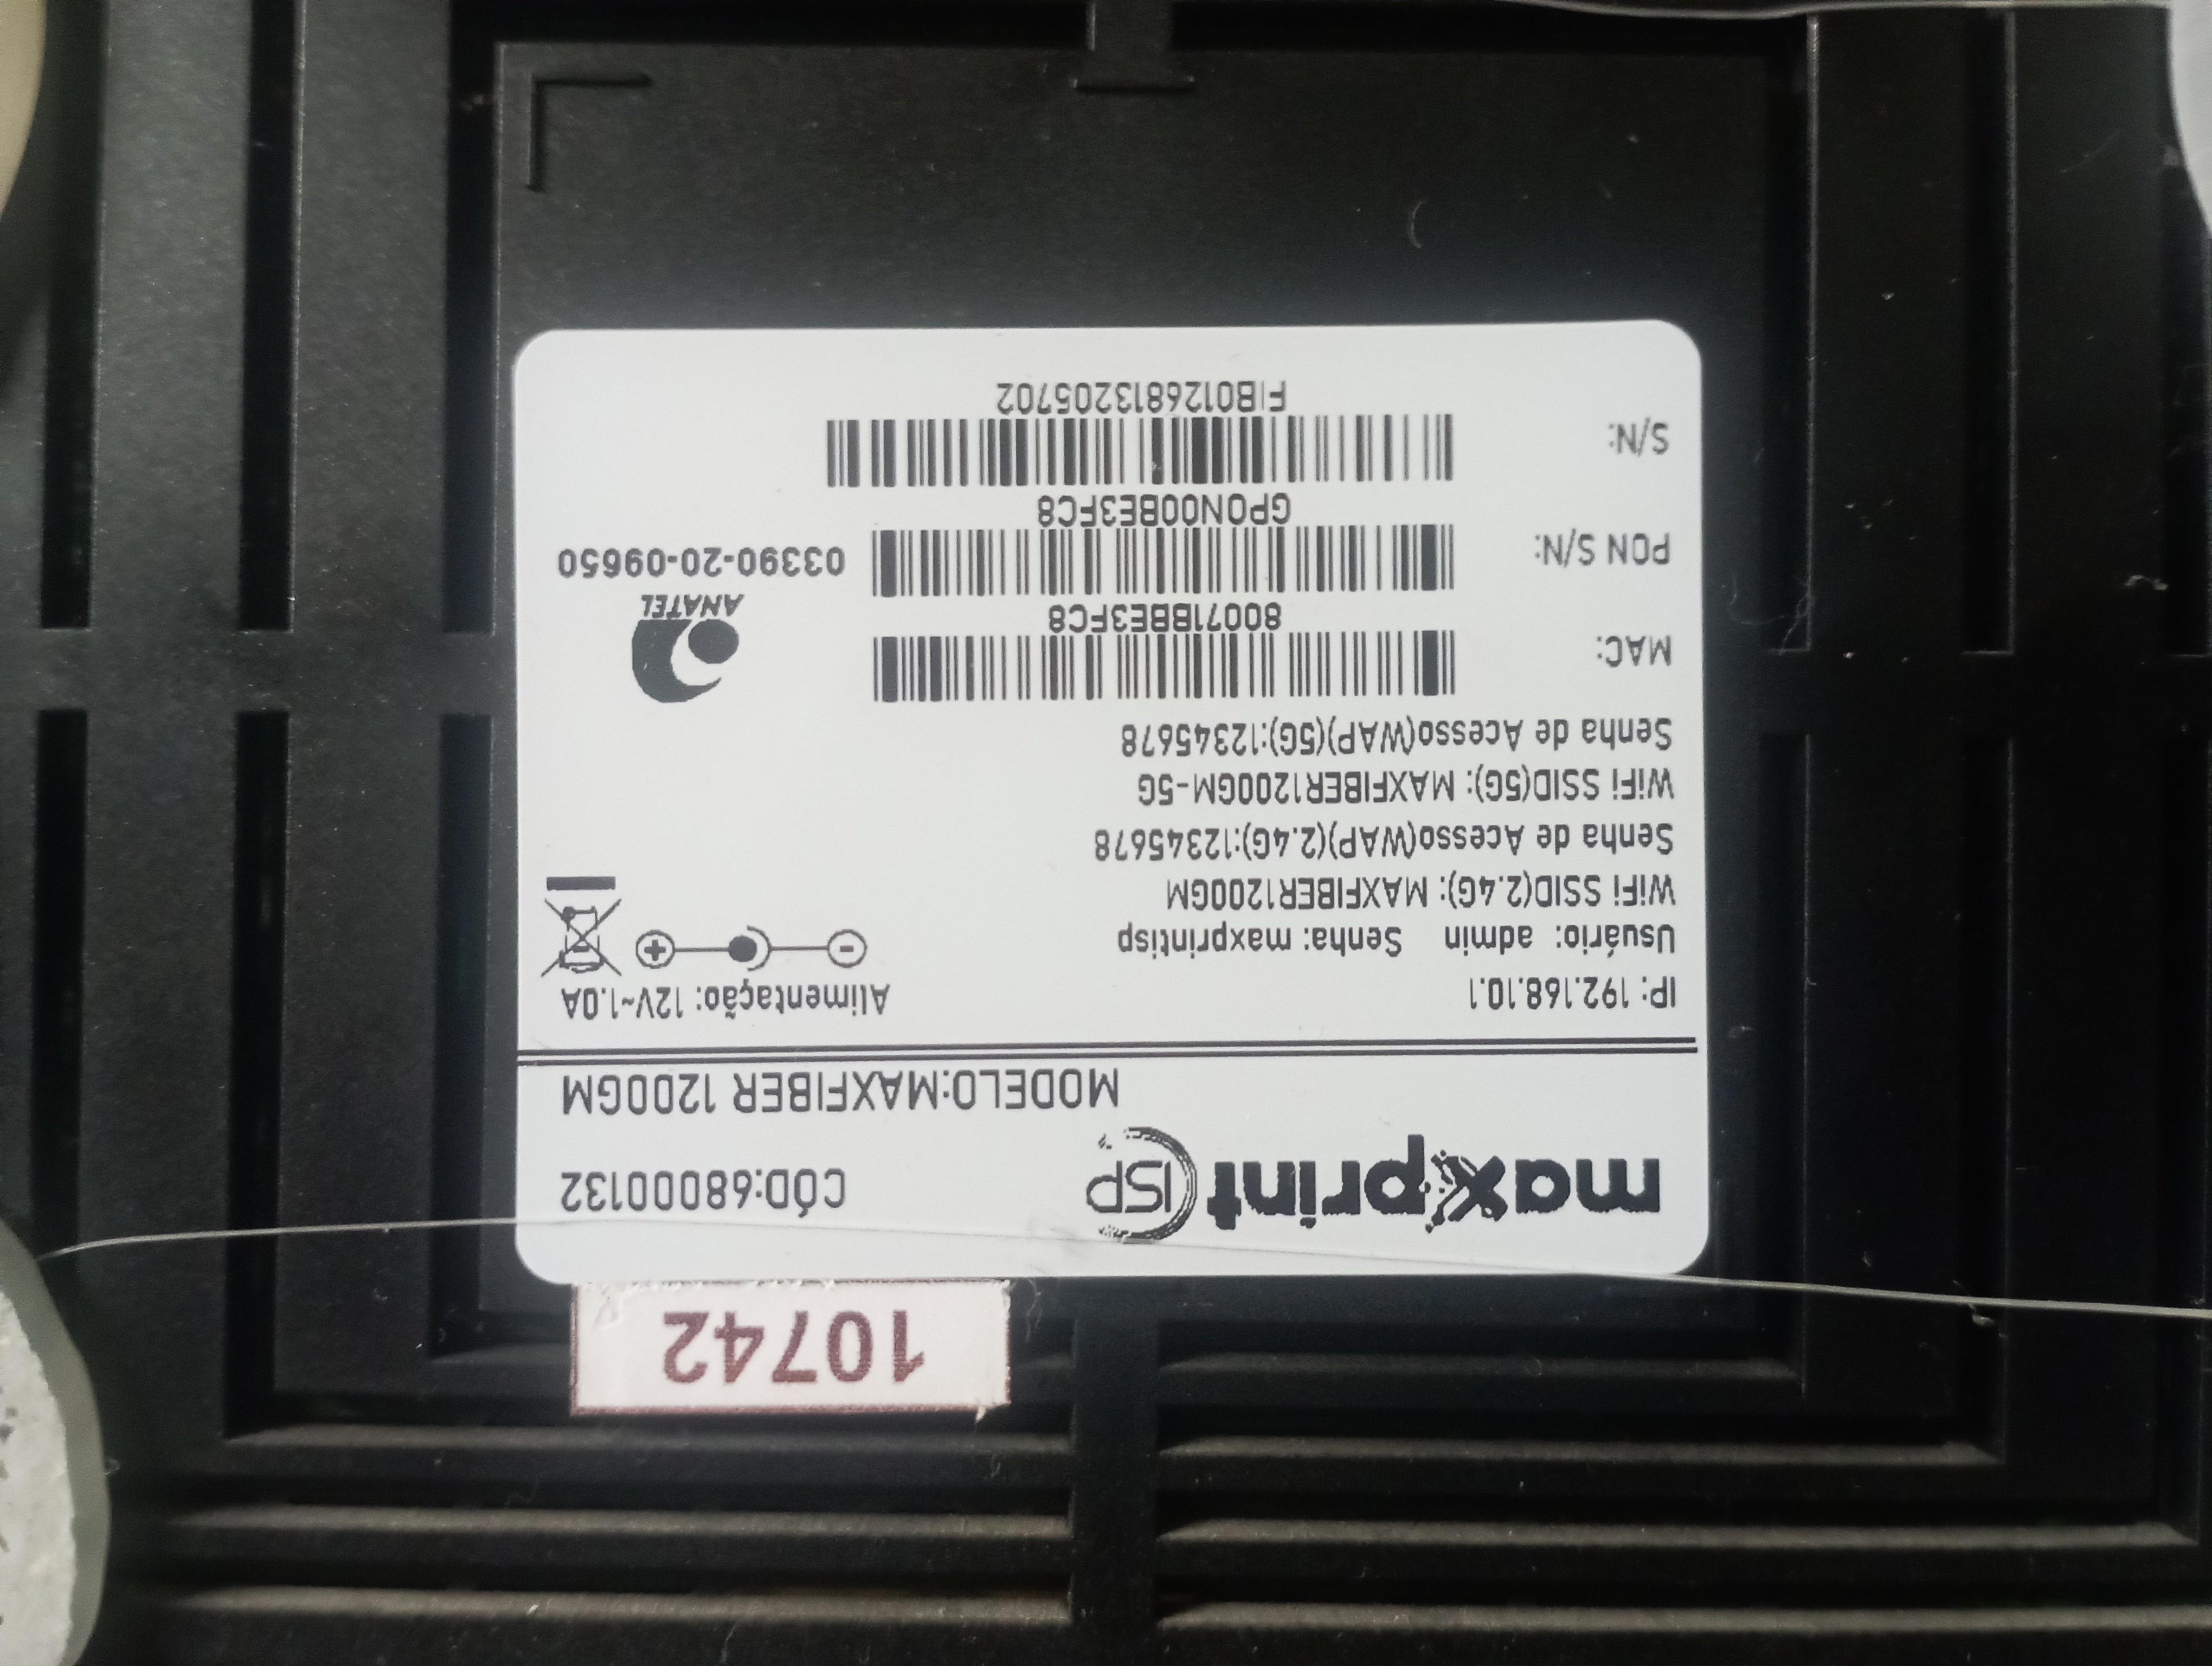 10742
maxprint ISP
CÓD:68000132
MODELO:MAXFIBER 1200GM
IP: 192.168.10.1
Alimentação: 12V~1.0A
Usuário: admin Senha: maxprintisp
WiFi SSID(2.4G): MAXFIBER1200GM
Senha de Acesso(WAP)(2.4G):12345678
WiFi SSID(5G): MAXFIBER1200GM-5G
Senha de Acesso(WAP)(5G):12345678
MAC:
80071BBE3FC8
ANATEL
03390-20-09650
PON S/N:
GPON00BE3FC8
S/N:
FIB0126813205702